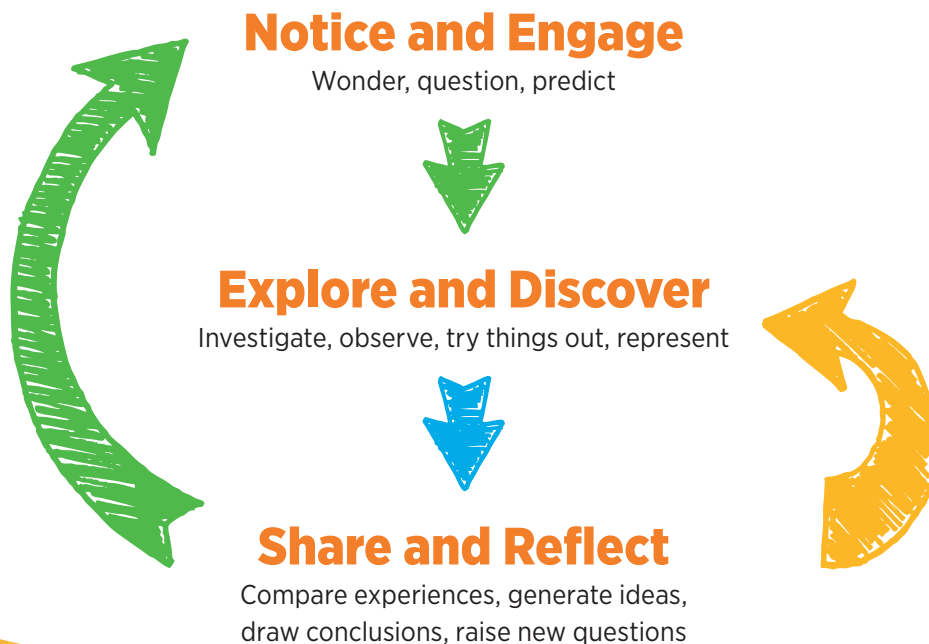 Notice and Engage
Wonder, question, predict
Explore and Discover
Investigate, observe, try things out, represent
Share and Reflect
Compare experiences, generate ideas,
draw conclusions, raise new questions